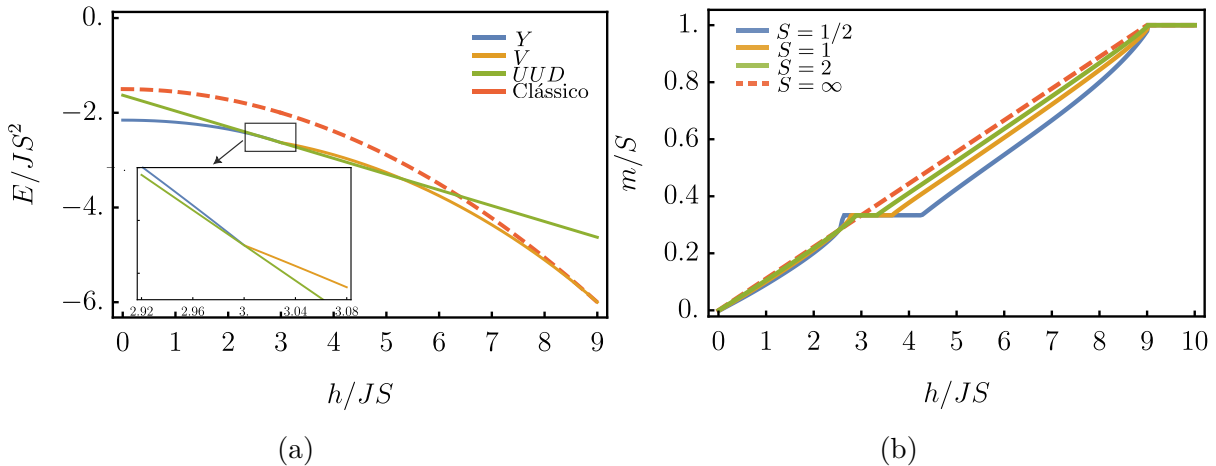 0.
−2.
−4.
−6.
E/JS²
Y
V
UUD
Clássico
2.92 2.96 3. 3.04 3.08
0 1 2 3 4 5 6 7 8 9
h/JS
(a)
1.
0.8
0.6
0.4
0.2
0.
m/S
S = 1/2
S = 1
S = 2
S = ∞
0 1 2 3 4 5 6 7 8 9 10
h/JS
(b)